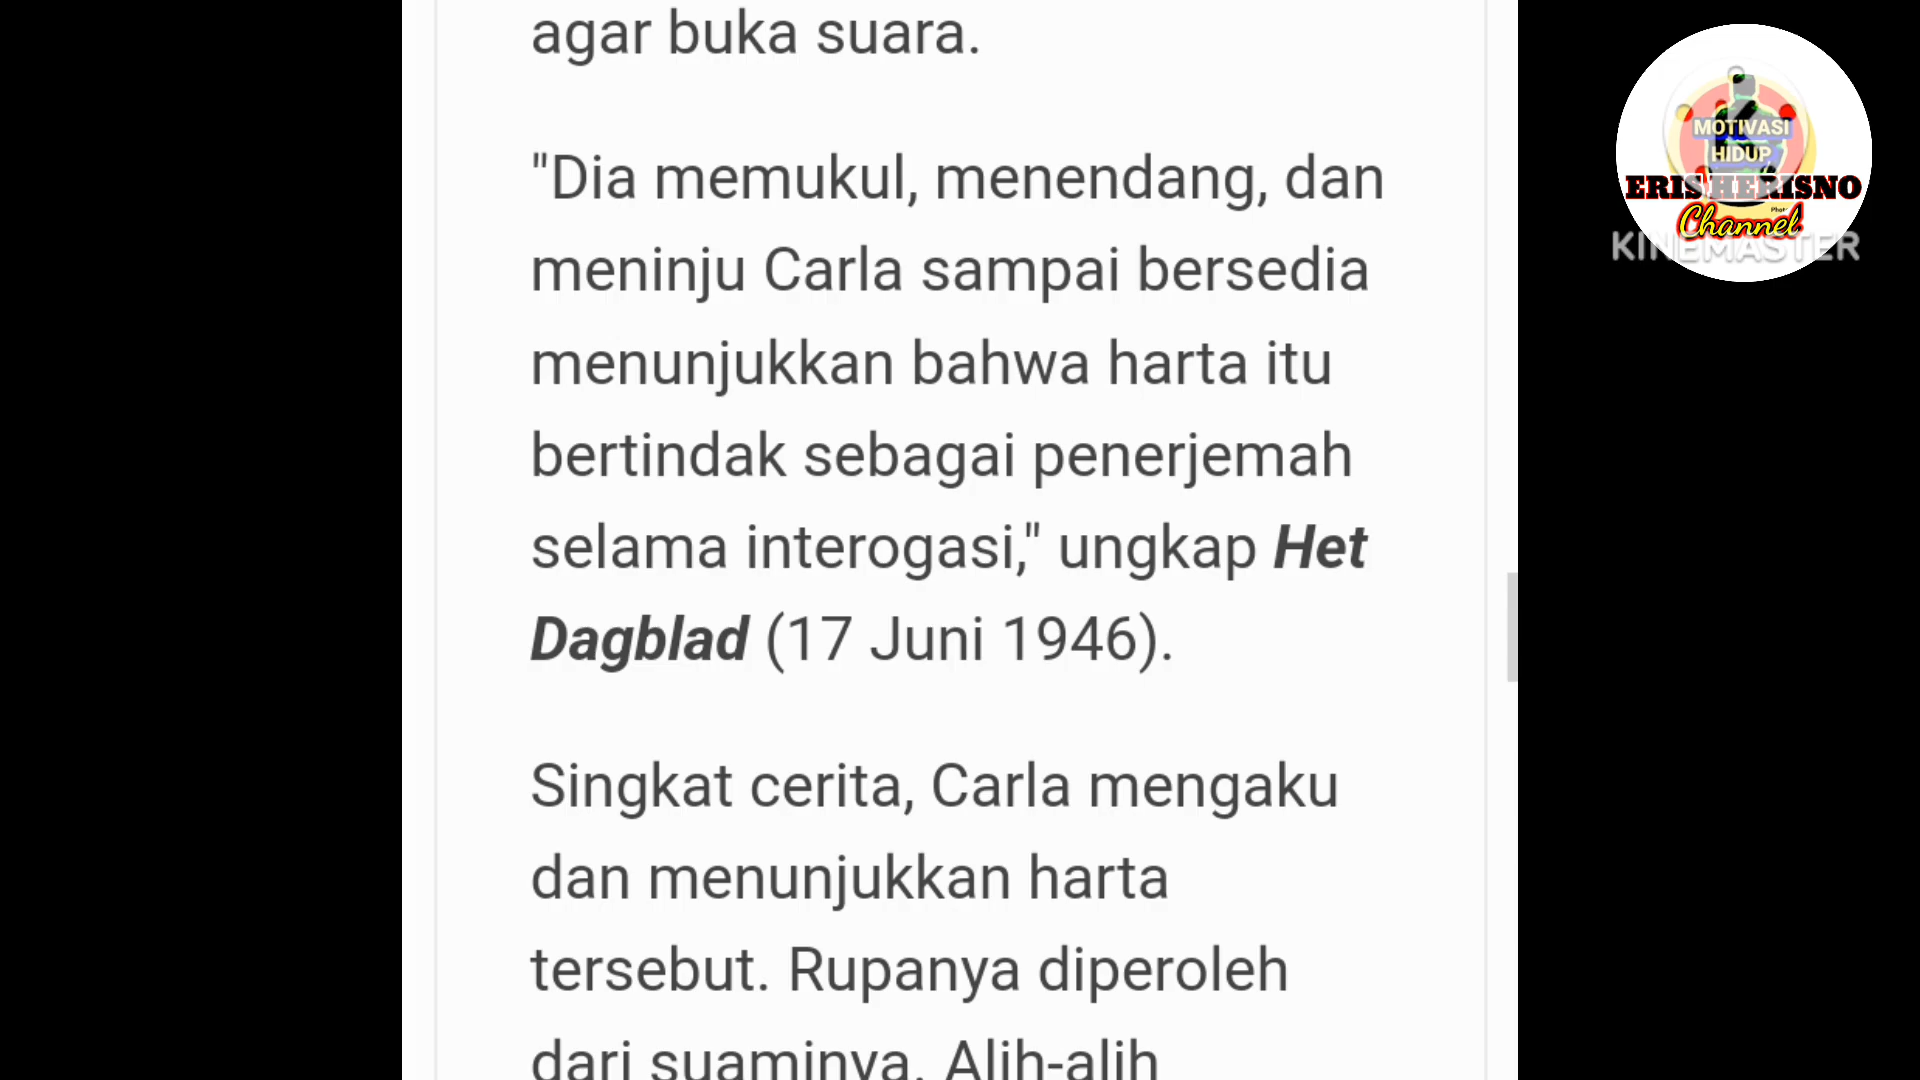 agar buka suara.
"Dia memukul, menendang, dan
meninju Carla sampai bersedia
menunjukkan bahwa harta itu
bertindak sebagai penerjemah
selama interogasi," ungkap Het
Dagblad (17 Juni 1946).
Singkat cerita, Carla mengaku
dan menunjukkan harta
tersebut. Rupanya diperoleh
dari suaminya. Alih-alih
MOTIVASI
HIDUP
ERIS HERISNO
Channel
KINEMASTER